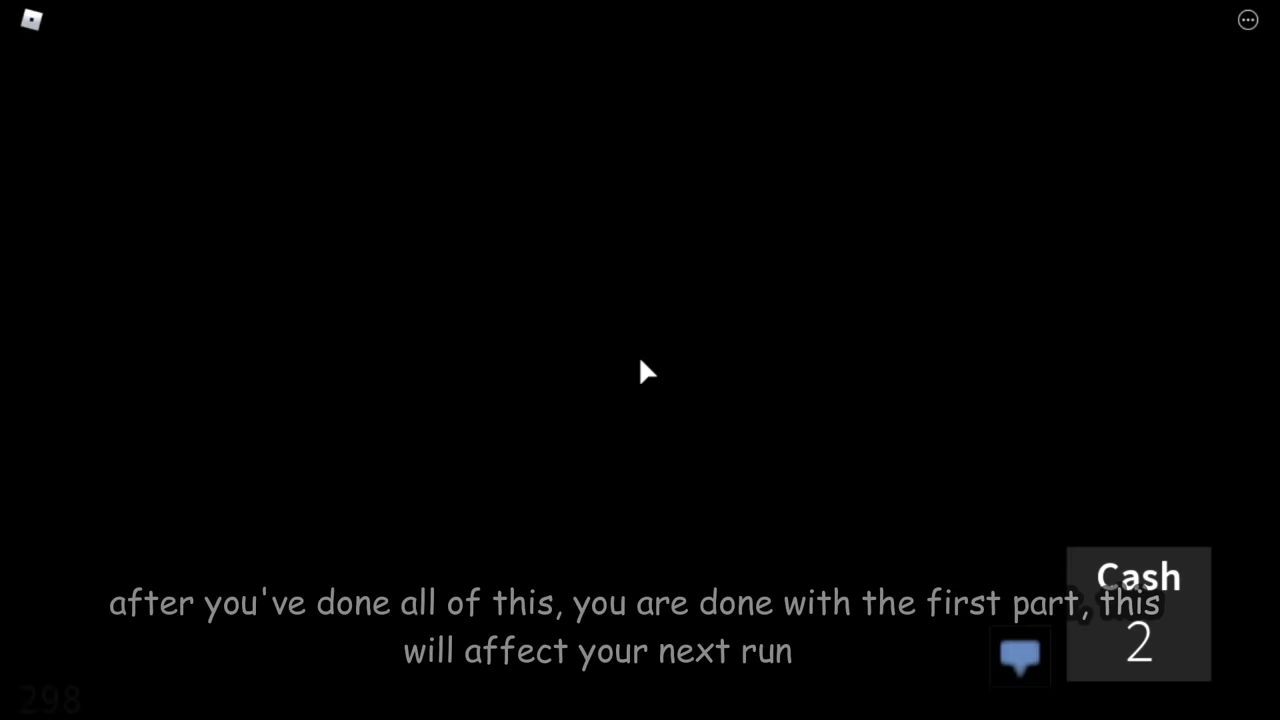 Cash
after you've done all of this, you are done with the first part, this
will affect your next run
2
298